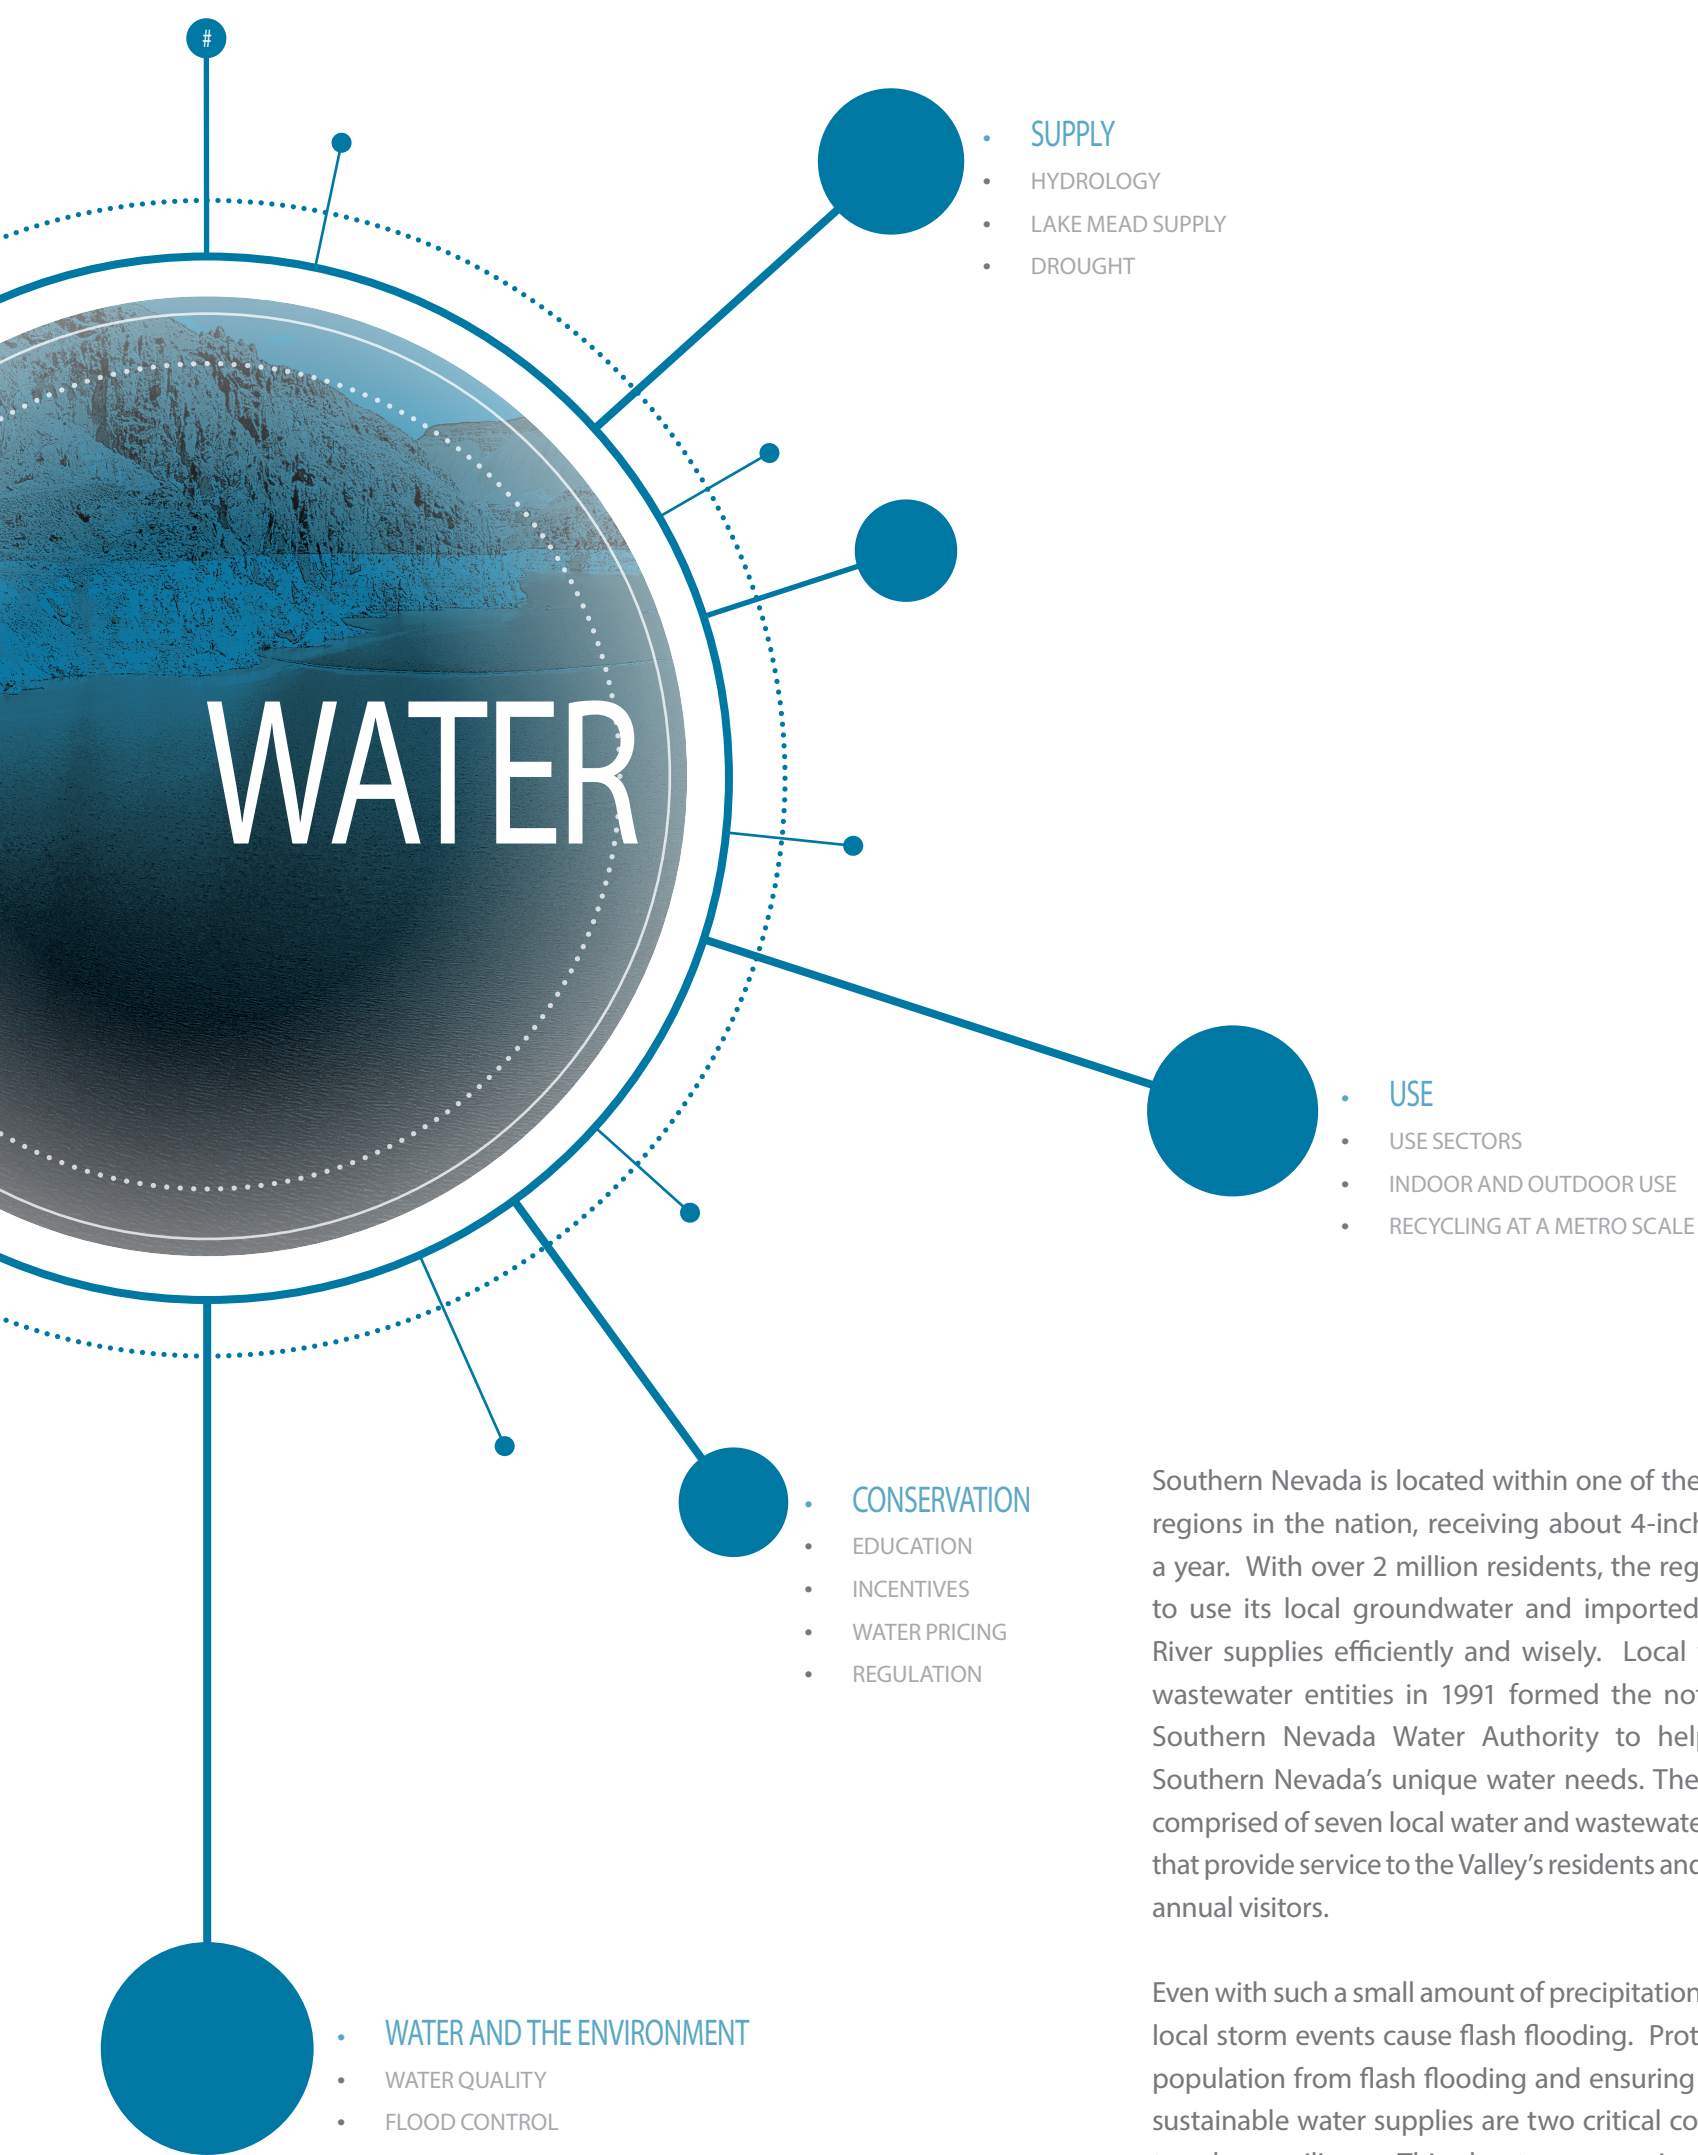 #
• SUPPLY
• HYDROLOGY
• LAKE MEAD SUPPLY
• DROUGHT
WATER
• USE
• USE SECTORS
• INDOOR AND OUTDOOR USE
• RECYCLING AT A METRO SCALE
• CONSERVATION
• EDUCATION
• INCENTIVES
• WATER PRICING
• REGULATION
• WATER AND THE ENVIRONMENT
• WATER QUALITY
• FLOOD CONTROL
Southern Nevada is located within one of the
regions in the nation, receiving about 4-inch
a year. With over 2 million residents, the reg
to use its local groundwater and imported
River supplies efficiently and wisely. Local
wastewater entities in 1991 formed the not
Southern Nevada Water Authority to help
Southern Nevada's unique water needs. The
comprised of seven local water and wastewate
that provide service to the Valley's residents and
annual visitors.
Even with such a small amount of precipitation
local storm events cause flash flooding. Prot
population from flash flooding and ensuring
sustainable water supplies are two critical co